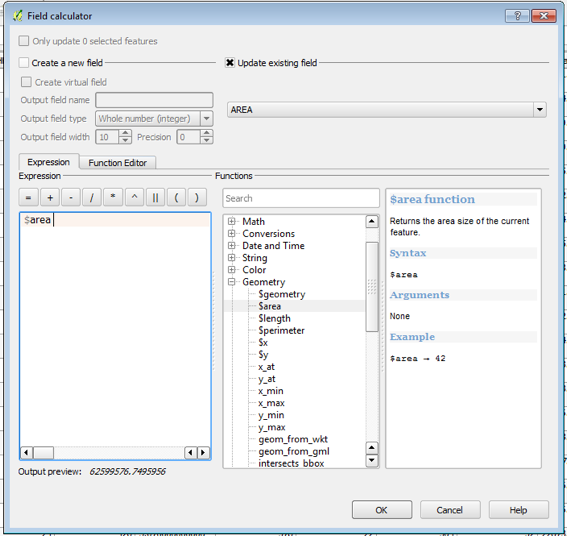 Field calculator
Only update 0 selected features
Create a new field
Update existing field
Create virtual field
Output field name
Output field type Whole number (integer)
Output field width 10 Precision 0
AREA
Expression Function Editor
Expression
= + - / * ^ || ( )
$area
Output preview: 62599576.7495956
Functions
Search
Math
Conversions
Date and Time
String
Color
Geometry
$geometry
$area
$length
$perimeter
$x
$y
x_at
y_at
x_min
x_max
y_min
y_max
geom_from_wkt
geom_from_gml
intersects_bbox
$area function
Returns the area size of the current
feature.
Syntax
$area
Arguments
None
Example
$area → 42
OK Cancel Help